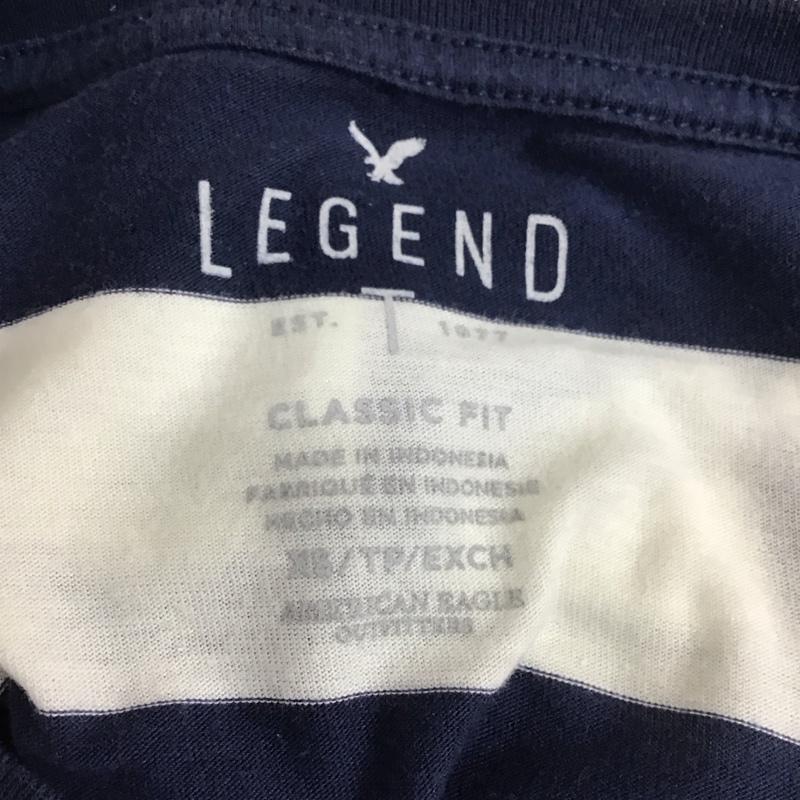 LEGEND
T
EST. 1977
CLASSIC FIT
MADE IN INDONESIA
FABRIQUÉ EN INDONESIE
HECHO EN INDONESIA
XS/TP/EXCH
AMERICAN EAGLE
OUTFITTERS